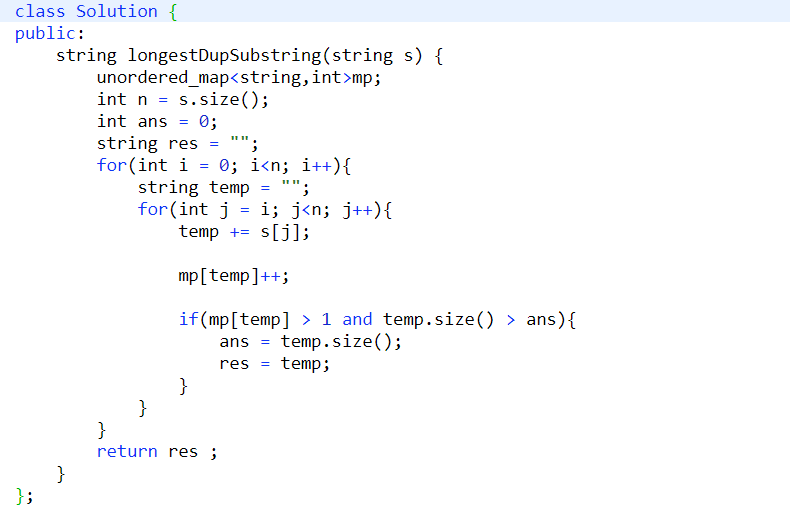 class Solution {
public:
    string longestDupSubstring(string s) {
        unordered_map<string,int>mp;
        int n = s.size();
        int ans = 0;
        string res = "";
        for(int i = 0; i<n; i++){
            string temp = "";
            for(int j = i; j<n; j++){
                temp += s[j];
                mp[temp]++;
                if(mp[temp] > 1 and temp.size() > ans){
                    ans = temp.size();
                    res = temp;
                }
            }
        }
        return res ;
    }
};